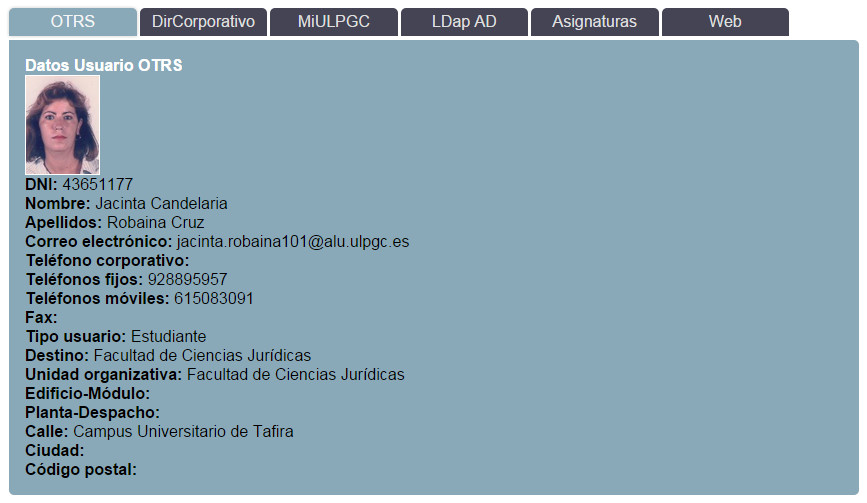 OTRS DirCorporativo MiULPGC LDap AD Asignaturas Web
Datos Usuario OTRS
DNI: 43651177
Nombre: Jacinta Candelaria
Apellidos: Robaina Cruz
Correo electrónico: jacinta.robaina101@alu.ulpgc.es
Teléfono corporativo:
Teléfonos fijos: 928895957
Teléfonos móviles: 615083091
Fax:
Tipo usuario: Estudiante
Destino: Facultad de Ciencias Jurídicas
Unidad organizativa: Facultad de Ciencias Jurídicas
Edificio-Módulo:
Planta-Despacho:
Calle: Campus Universitario de Tafira
Ciudad:
Código postal: